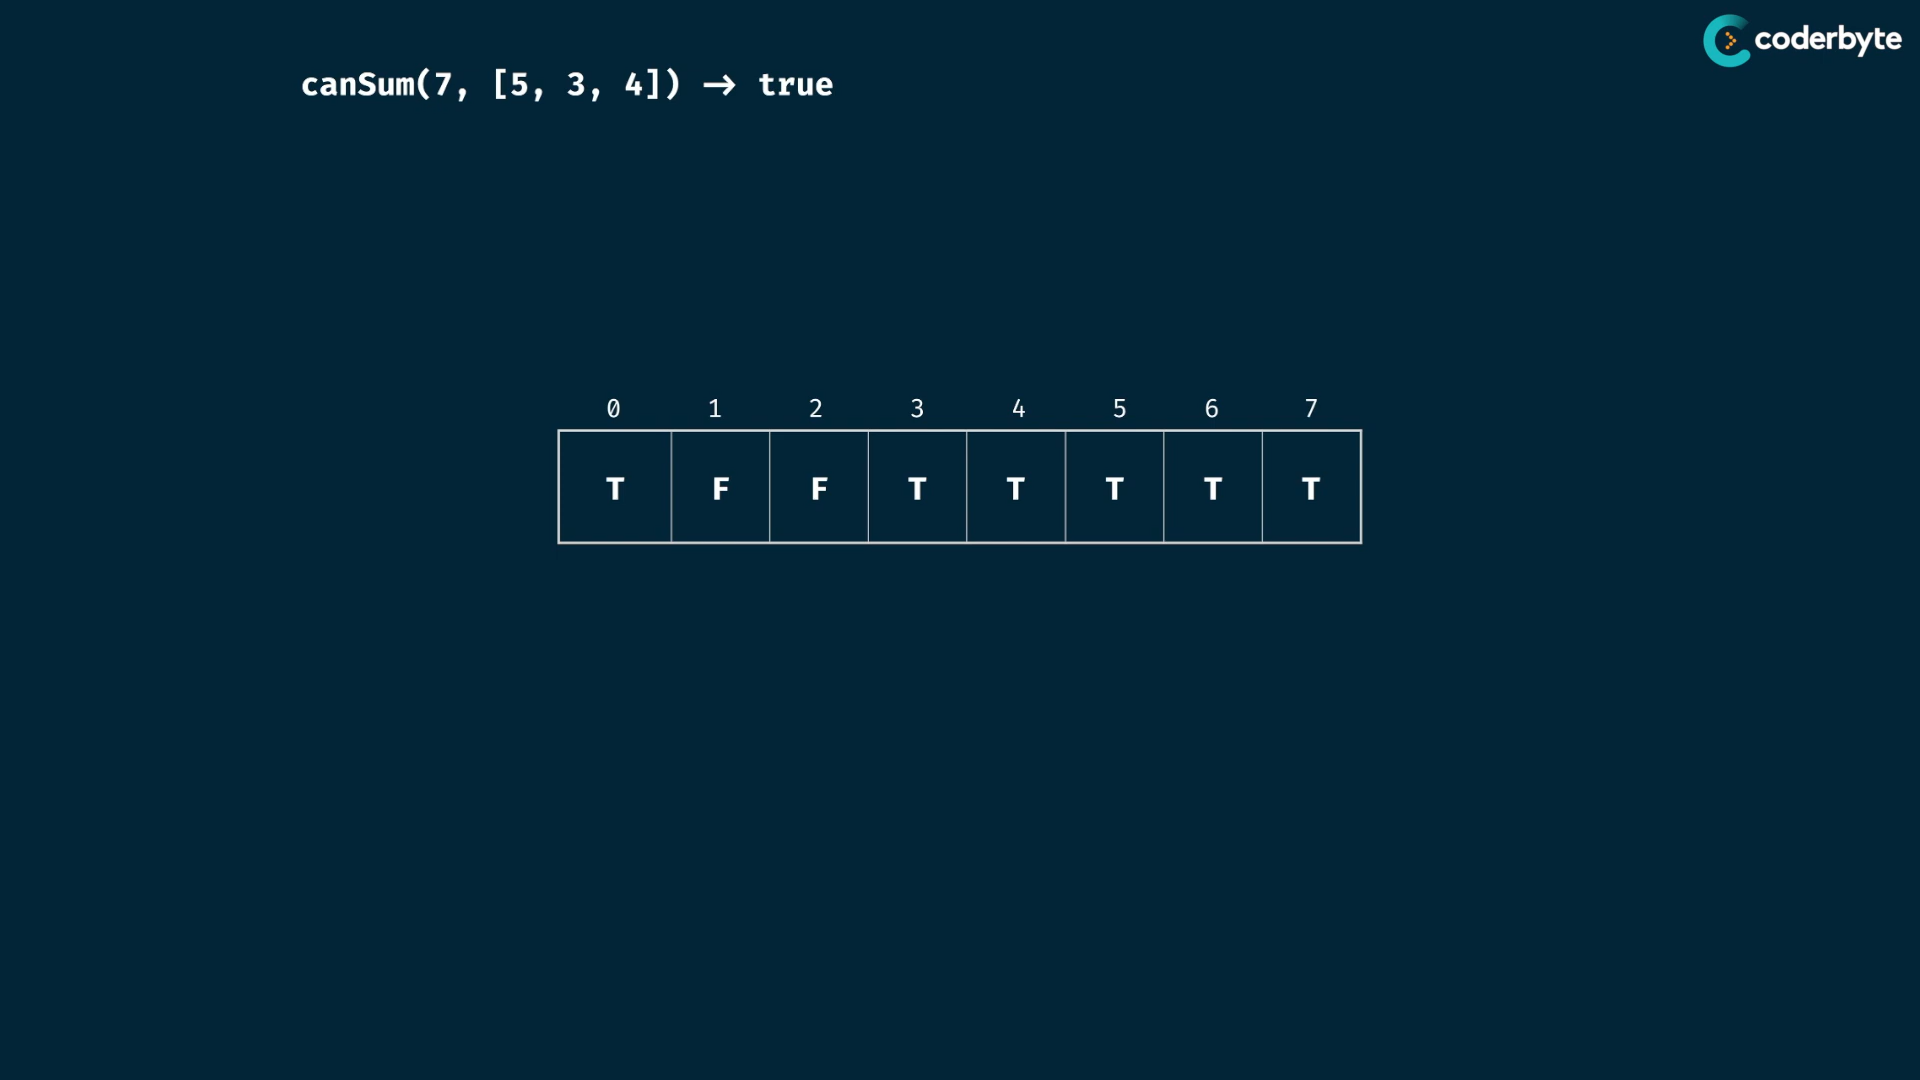 coderbyte
canSum(7, [5, 3, 4]) → true
0 1 2 3 4 5 6 7
T F F T T T T T